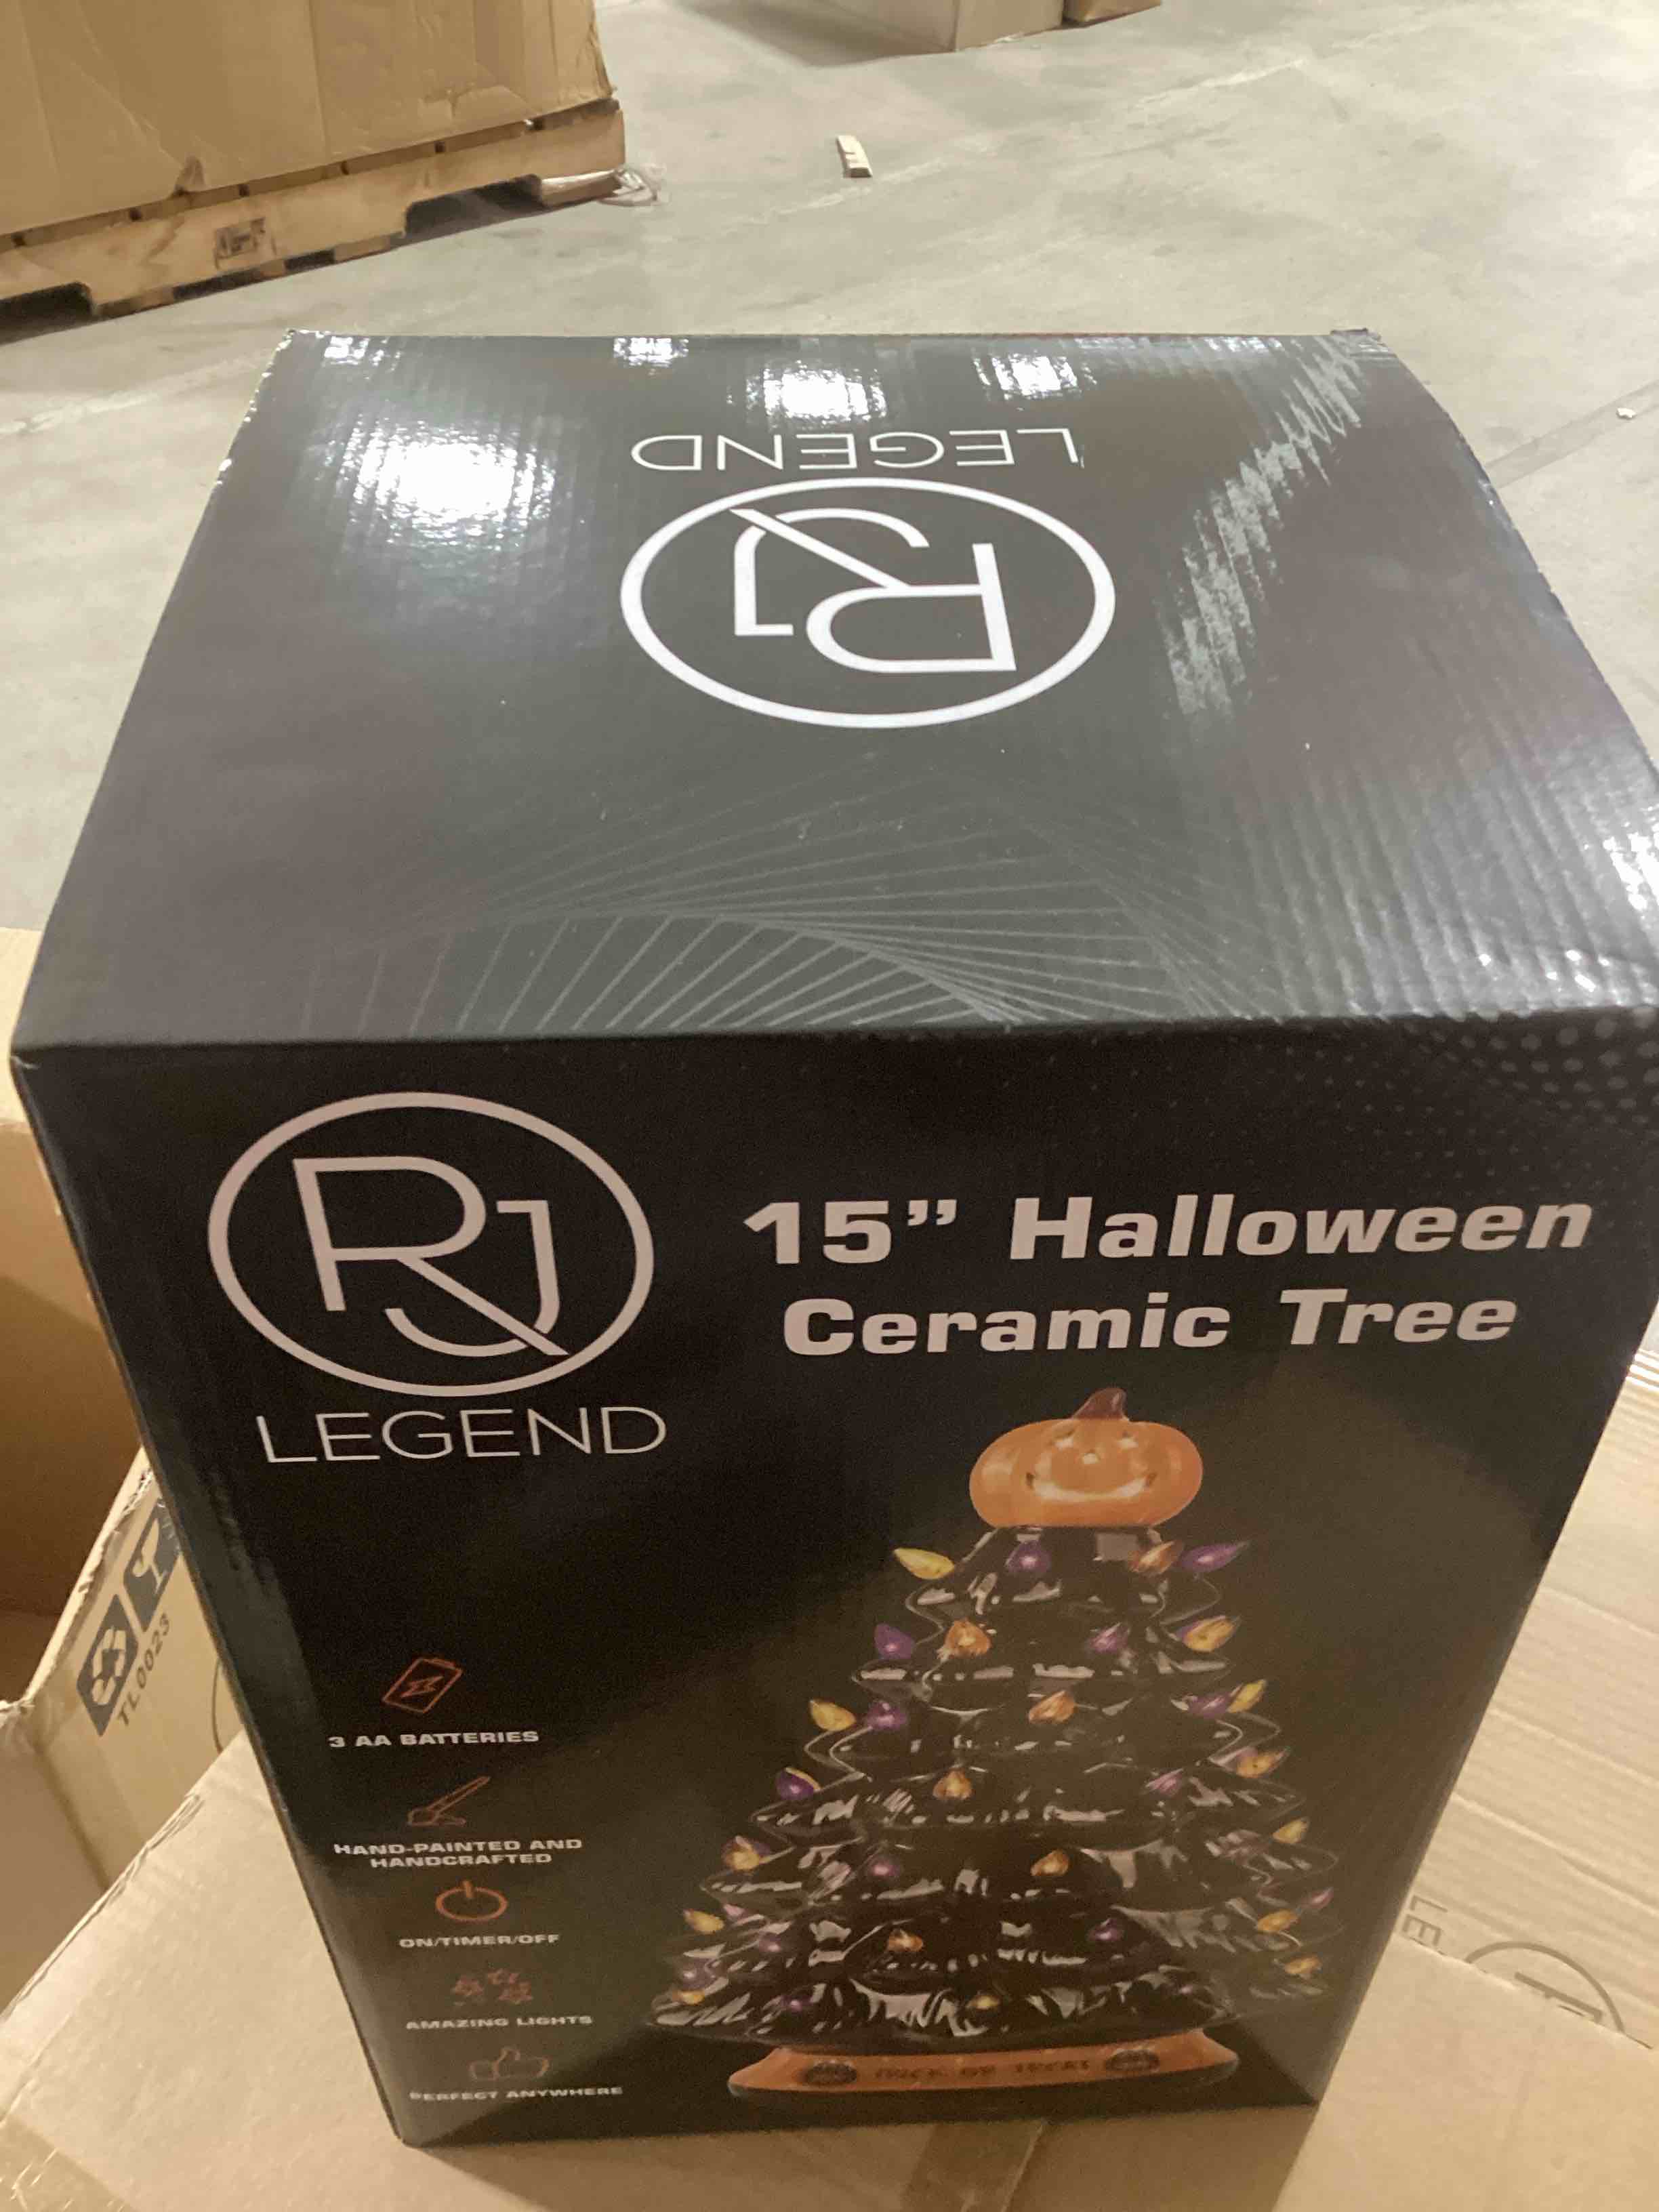 LEGEND
RJ
RJ
LEGEND
15” Halloween
Ceramic Tree
3 AA BATTERIES
HAND-PAINTED AND
HANDCRAFTED
ON/TIMER/OFF
AMAZING LIGHTS
PERFECT ANYWHERE
TRICK OR TREAT
TL0023
LE